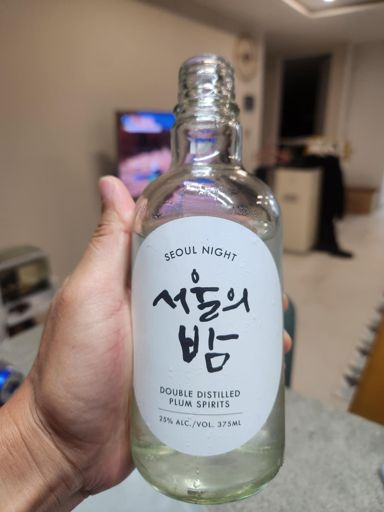 SEOUL NIGHT
서울의
밤
DOUBLE DISTILLED
PLUM SPIRITS
25% ALC./VOL. 375ML